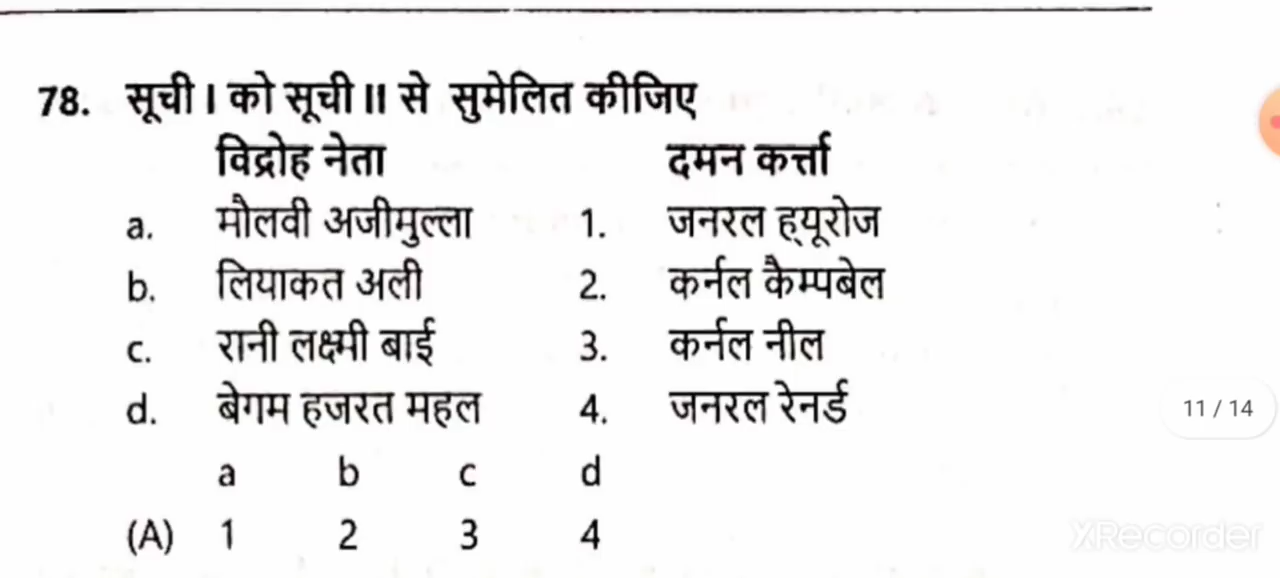 78. सूची I को सूची II से सुमेलित कीजिए
विद्रोह नेता दमन कर्त्ता
a. मौलवी अजीमुल्ला 1. जनरल ह्यूरोज
b. लियाकत अली 2. कर्नल कैम्पबेल
c. रानी लक्ष्मी बाई 3. कर्नल नील
d. बेगम हजरत महल 4. जनरल रेनर्ड
11 / 14
a b c d
(A) 1 2 3 4
XRecorder